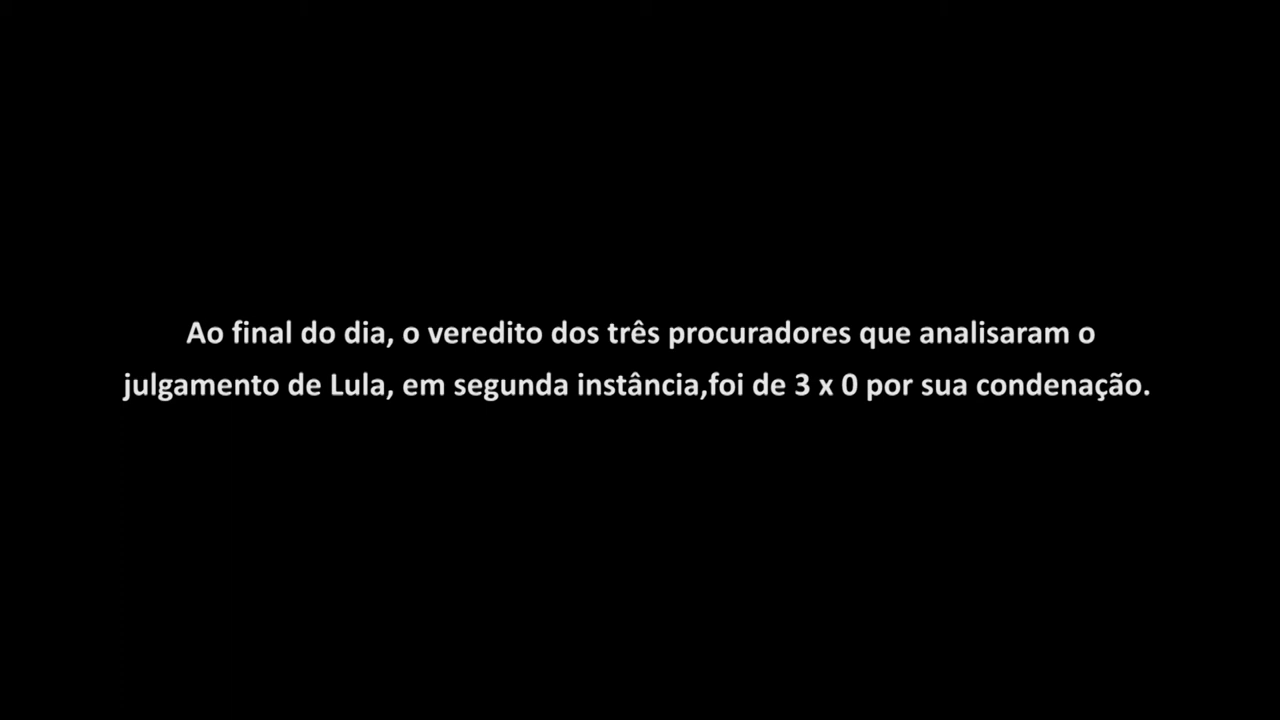 Ao final do dia, o veredito dos três procuradores que analisaram o
julgamento de Lula, em segunda instância,foi de 3 x 0 por sua condenação.